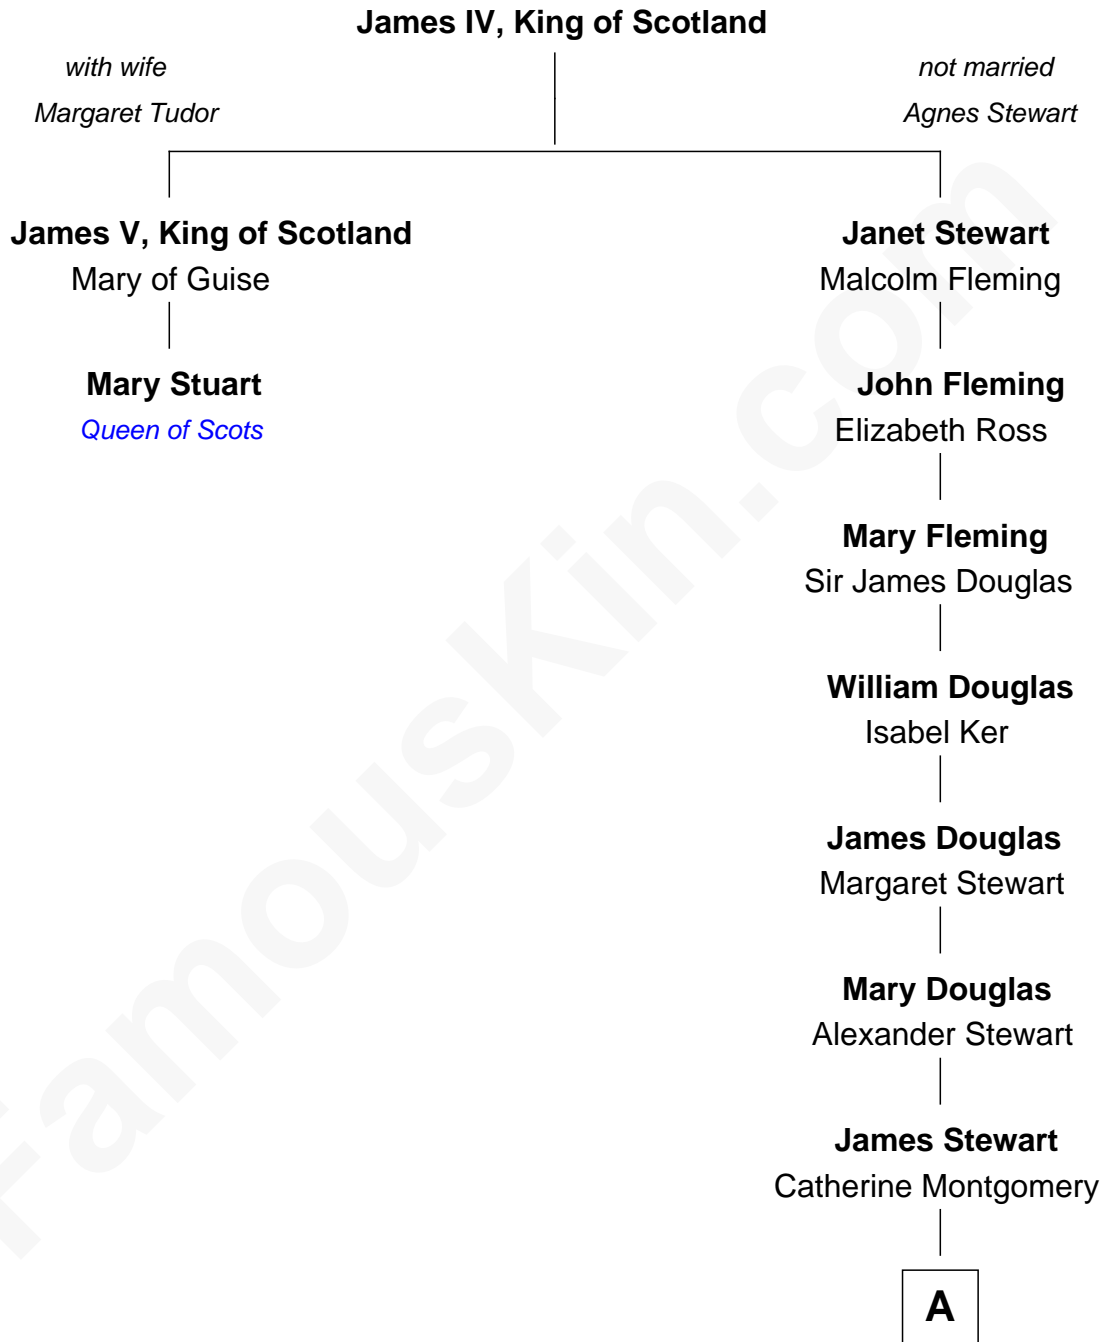 James IV, King of Scotland
with wife
Margaret Tudor
not married
Agnes Stewart
James V, King of Scotland
Mary of Guise
Mary Stuart
Queen of Scots
Janet Stewart
Malcolm Fleming
John Fleming
Elizabeth Ross
Mary Fleming
Sir James Douglas
William Douglas
Isabel Ker
James Douglas
Margaret Stewart
Mary Douglas
Alexander Stewart
James Stewart
Catherine Montgomery
A
FamousKin.com